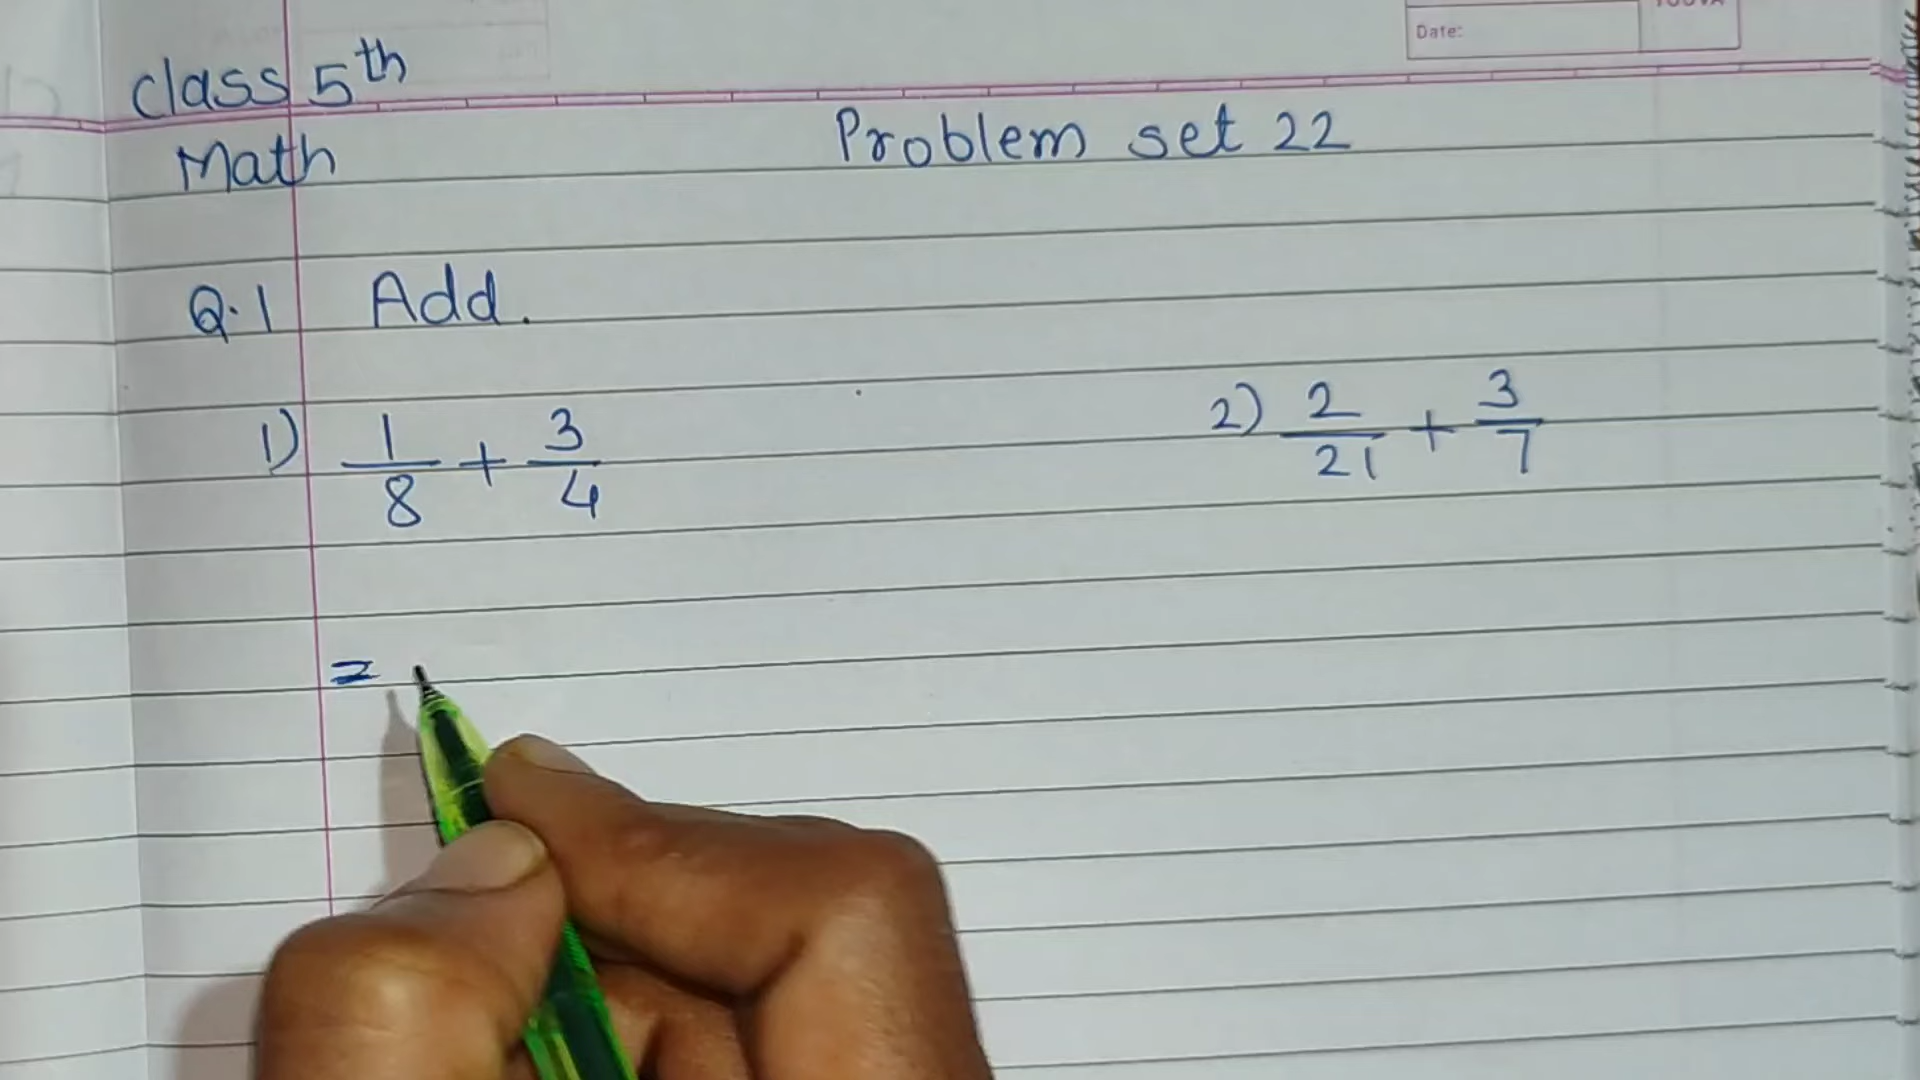 Date:
class 5th
Math
Problem set 22
Q.1 Add.
1) 1/8 + 3/4
2) 2/21 + 3/7
=